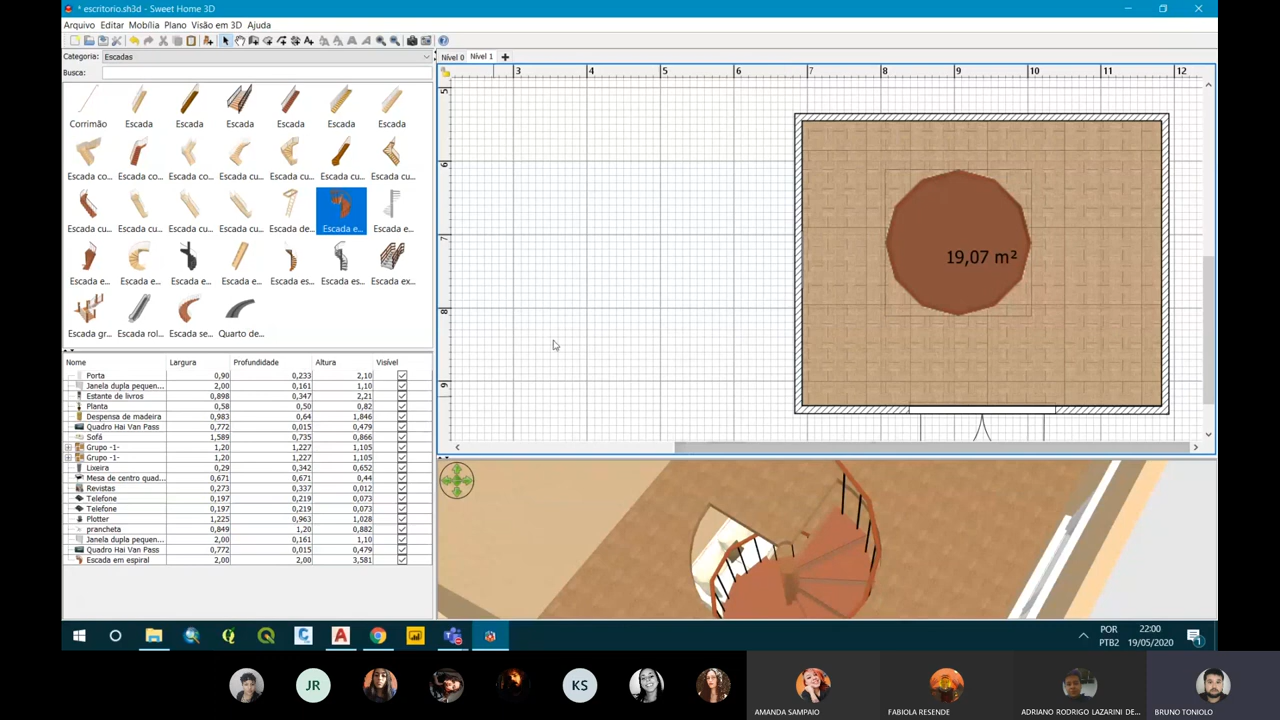 * escritorio.sh3d - Sweet Home 3D
Arquivo Editar Mobília Plano Visão em 3D Ajuda
Categoria: Escadas
Busca:
Nível 0 Nível 1
3 4 5 6 7 8 9 10 11 12
5
6
7
8
9
Corrimão Escada Escada Escada Escada Escada Escada
Escada co... Escada co... Escada co... Escada cu... Escada cu... Escada cu... Escada cu...
Escada cu... Escada cu... Escada cu... Escada cu... Escada de... Escada e... Escada e...
Escada e... Escada e... Escada e... Escada e... Escada es... Escada es... Escada ex...
Escada gr... Escada rol... Escada se... Quarto de...
19,07 m²
Nome Largura Profundidade Altura Visível
Porta 0,90 0,233 2,10
Janela dupla pequen... 2,00 0,161 1,10
Estante de livros 0,898 0,347 2,21
Planta 0,58 0,50 0,82
Despensa de madeira 0,983 0,64 1,846
Quadro Hai Van Pass 0,772 0,015 0,479
Sofá 1,589 0,735 0,866
Grupo -1- 1,20 1,227 1,105
Grupo -1- 1,20 1,227 1,105
Lixeira 0,29 0,342 0,652
Mesa de centro quad... 0,671 0,671 0,44
Revistas 0,273 0,337 0,012
Telefone 0,197 0,219 0,073
Telefone 0,197 0,219 0,073
Plotter 1,225 0,963 1,028
prancheta 0,849 1,20 0,882
Janela dupla pequen... 2,00 0,161 1,10
Quadro Hai Van Pass 0,772 0,015 0,479
Escada em espiral 2,00 2,00 3,581
POR
PTB2
22:00
19/05/2020
1
JR
KS
AMANDA SAMPAIO
FABIOLA RESENDE
ADRIANO RODRIGO LAZARINI DE...
BRUNO TONIOLO